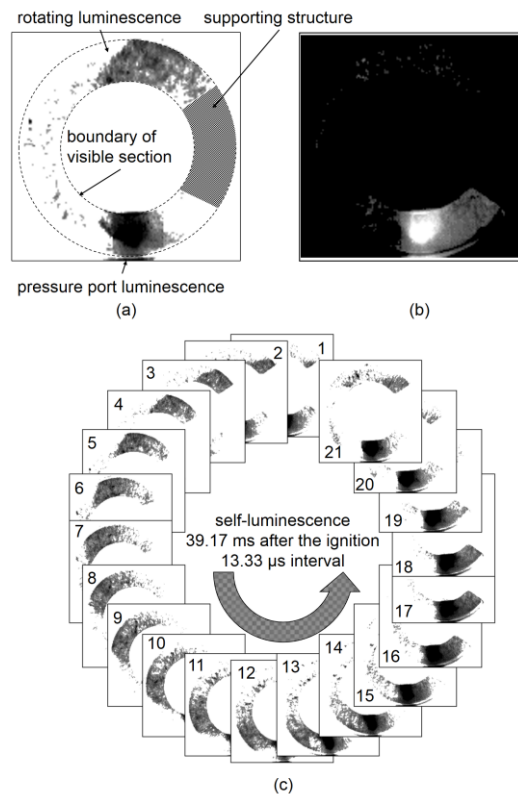 rotating luminescence
supporting structure
boundary of
visible section
pressure port luminescence
(a)
(b)
1
2
3
4
5
6
7
8
9
10
11
12
13
14
15
16
17
18
19
20
21
self-luminescence
39.17 ms after the ignition
13.33 µs interval
(c)